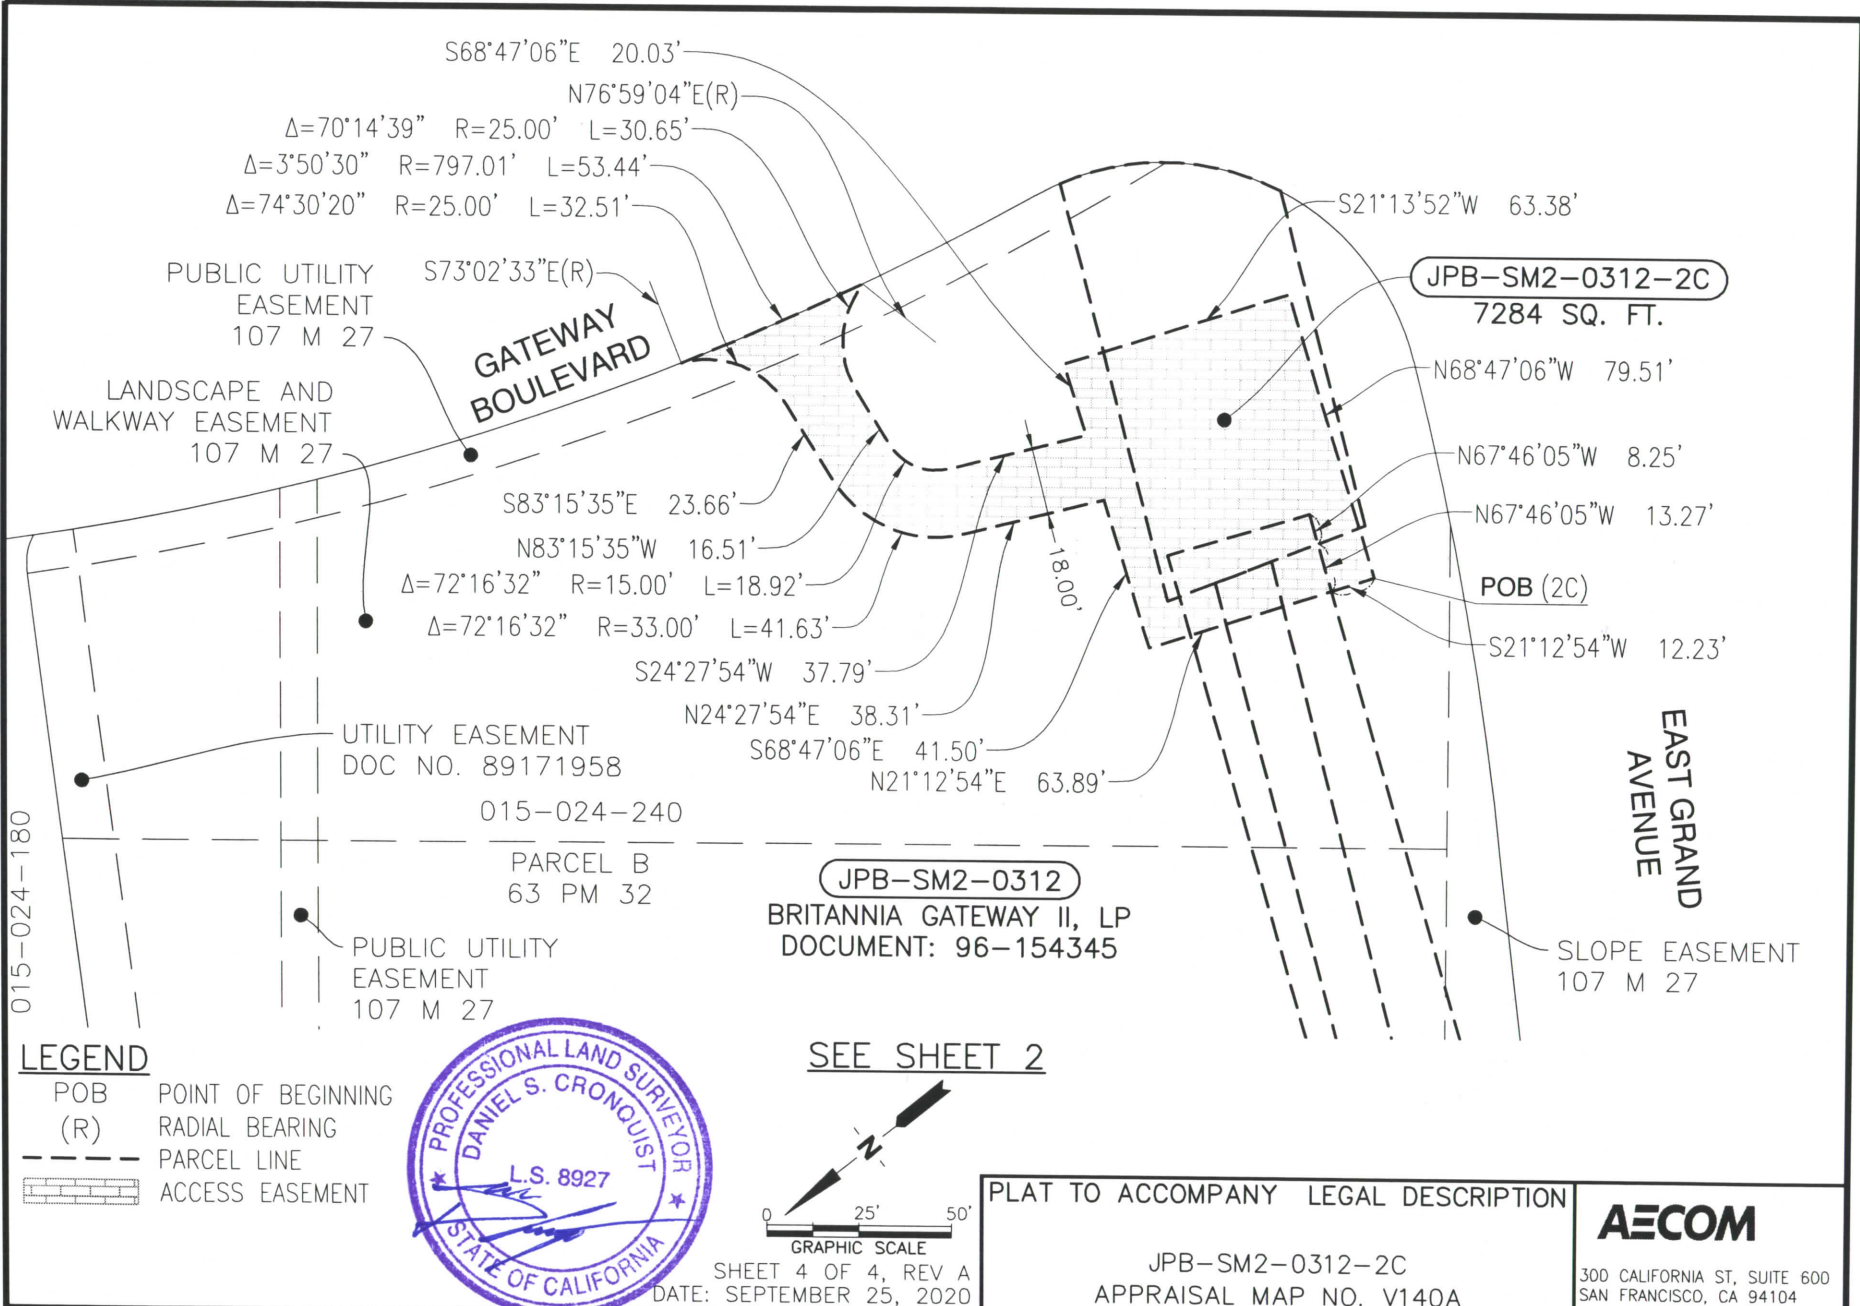 S68°47'06"E 20.03'
N76°59'04"E(R)
Δ=70°14'39" R=25.00' L=30.65'
Δ=3°50'30" R=797.01' L=53.44'
Δ=74°30'20" R=25.00' L=32.51'
S21°13'52"W 63.38'
PUBLIC UTILITY
EASEMENT
107 M 27
S73°02'33"E(R)
GATEWAY
BOULEVARD
JPB-SM2-0312-2C
7284 SQ. FT.
N68°47'06"W 79.51'
LANDSCAPE AND
WALKWAY EASEMENT
107 M 27
N67°46'05"W 8.25'
N67°46'05"W 13.27'
POB (2C)
S21°12'54"W 12.23'
S83°15'35"E 23.66'
N83°15'35"W 16.51'
Δ=72°16'32" R=15.00' L=18.92'
Δ=72°16'32" R=33.00' L=41.63'
18.00'
S24°27'54"W 37.79'
N24°27'54"E 38.31'
S68°47'06"E 41.50'
N21°12'54"E 63.89'
UTILITY EASEMENT
DOC NO. 89171958
015-024-240
015-024-180
PARCEL B
63 PM 32
JPB-SM2-0312
BRITANNIA GATEWAY II, LP
DOCUMENT: 96-154345
EAST GRAND
AVENUE
PUBLIC UTILITY
EASEMENT
107 M 27
SLOPE EASEMENT
107 M 27
LEGEND
POB POINT OF BEGINNING
(R) RADIAL BEARING
PARCEL LINE
ACCESS EASEMENT
PROFESSIONAL LAND SURVEYOR
DANIEL S. CRONQUIST
L.S. 8927
STATE OF CALIFORNIA
SEE SHEET 2
N
0 25' 50'
GRAPHIC SCALE
SHEET 4 OF 4, REV A
DATE: SEPTEMBER 25, 2020
PLAT TO ACCOMPANY LEGAL DESCRIPTION
JPB-SM2-0312-2C
APPRAISAL MAP NO. V140A
AECOM
300 CALIFORNIA ST, SUITE 600
SAN FRANCISCO, CA 94104